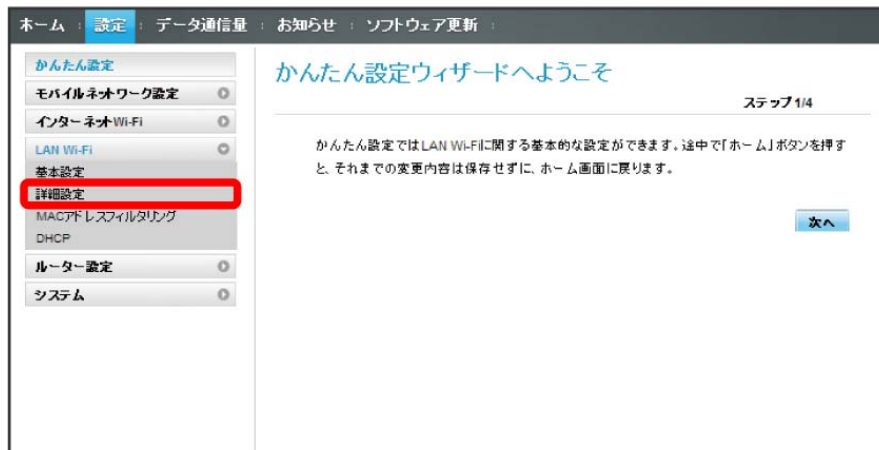 ホーム : 設定 : データ通信量 : お知らせ : ソフトウェア更新 :
かんたん設定
モバイルネットワーク設定
インターネットWi-Fi
LAN Wi-Fi
基本設定
詳細設定
MACアドレスフィルタリング
DHCP
ルーター設定
システム
かんたん設定ウィザードへようこそ
ステップ1/4
かんたん設定ではLAN Wi-Fiに関する基本的な設定ができます。途中で「ホーム」ボタンを押す
と、それまでの変更内容は保存せずに、ホーム画面に戻ります。
次へ